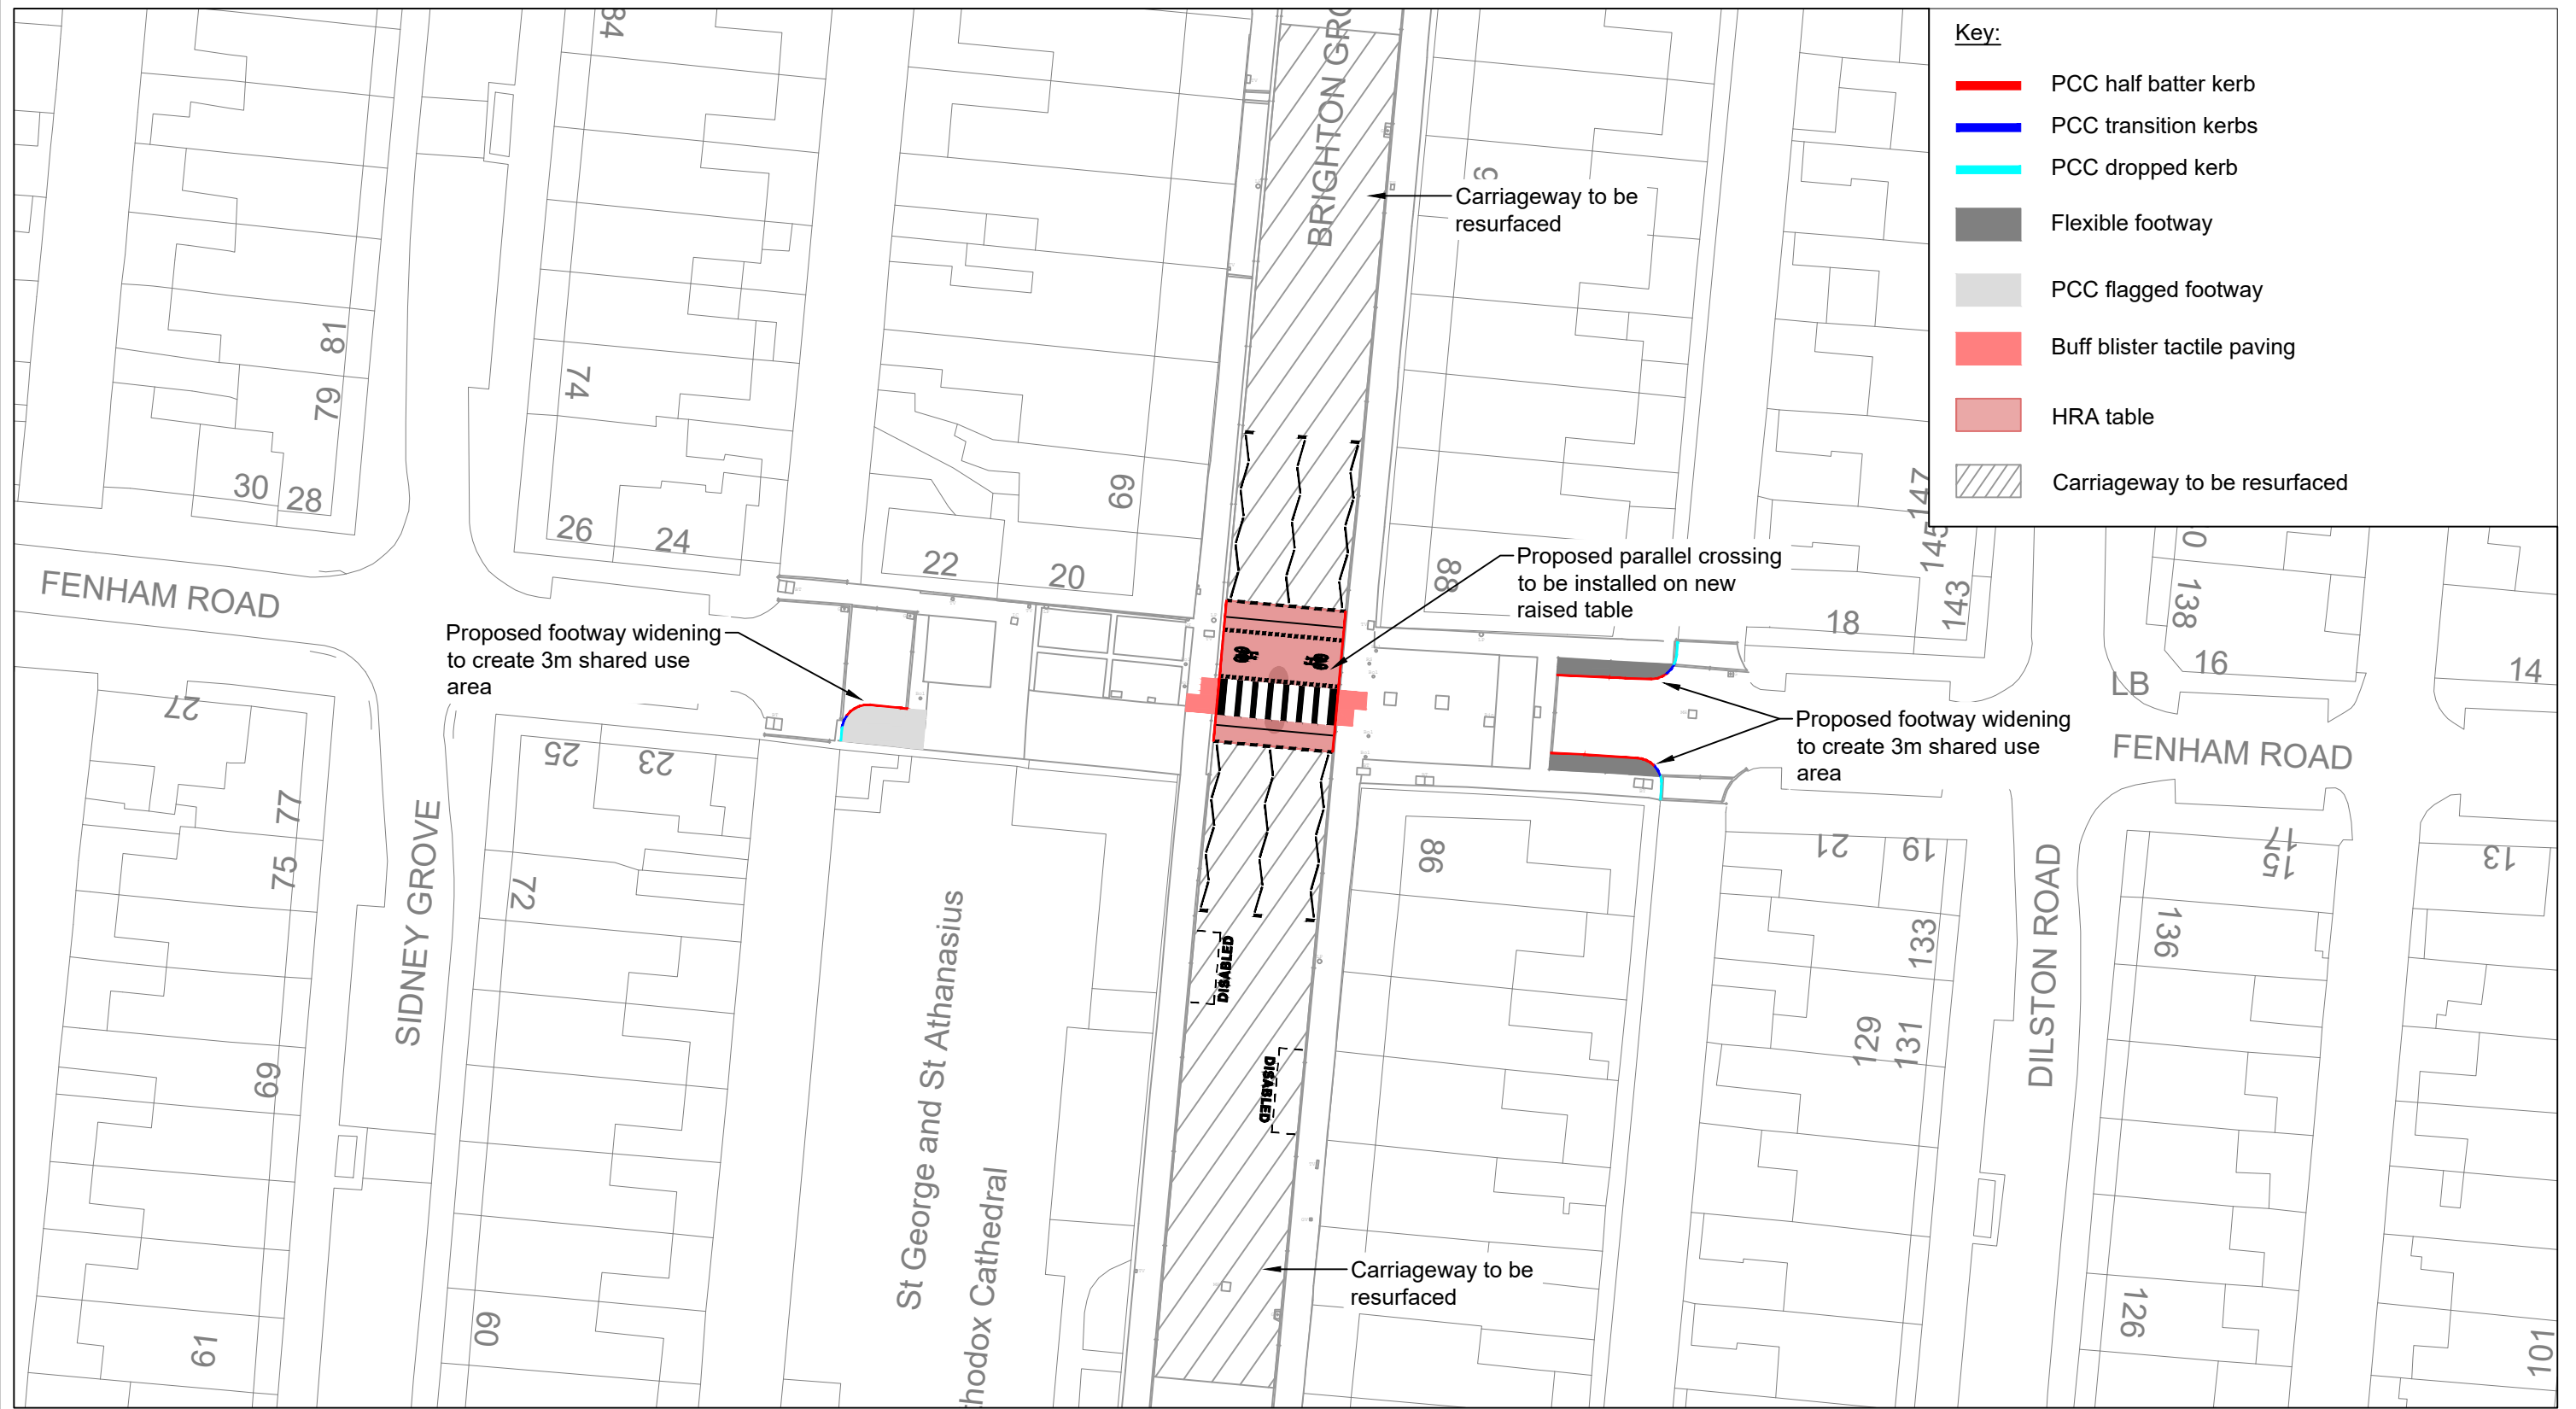 Key:
PCC half batter kerb
PCC transition kerbs
PCC dropped kerb
Flexible footway
PCC flagged footway
Buff blister tactile paving
HRA table
Carriageway to be resurfaced
84
BRIGHTON GRO
Carriageway to be
resurfaced
81
79
74
30
28
26
24
22
20
69
88
147
145
143
18
138
16
14
LB
FENHAM ROAD
Proposed footway widening
to create 3m shared use
area
Proposed parallel crossing
to be installed on new
raised table
Proposed footway widening
to create 3m shared use
area
FENHAM ROAD
27
25
23
77
75
72
69
61
60
SIDNEY GROVE
St George and St Athanasius
hodox Cathedral
DISABLED
DISABLED
86
21
19
17
15
13
133
129
131
136
126
101
DILSTON ROAD
Carriageway to be
resurfaced